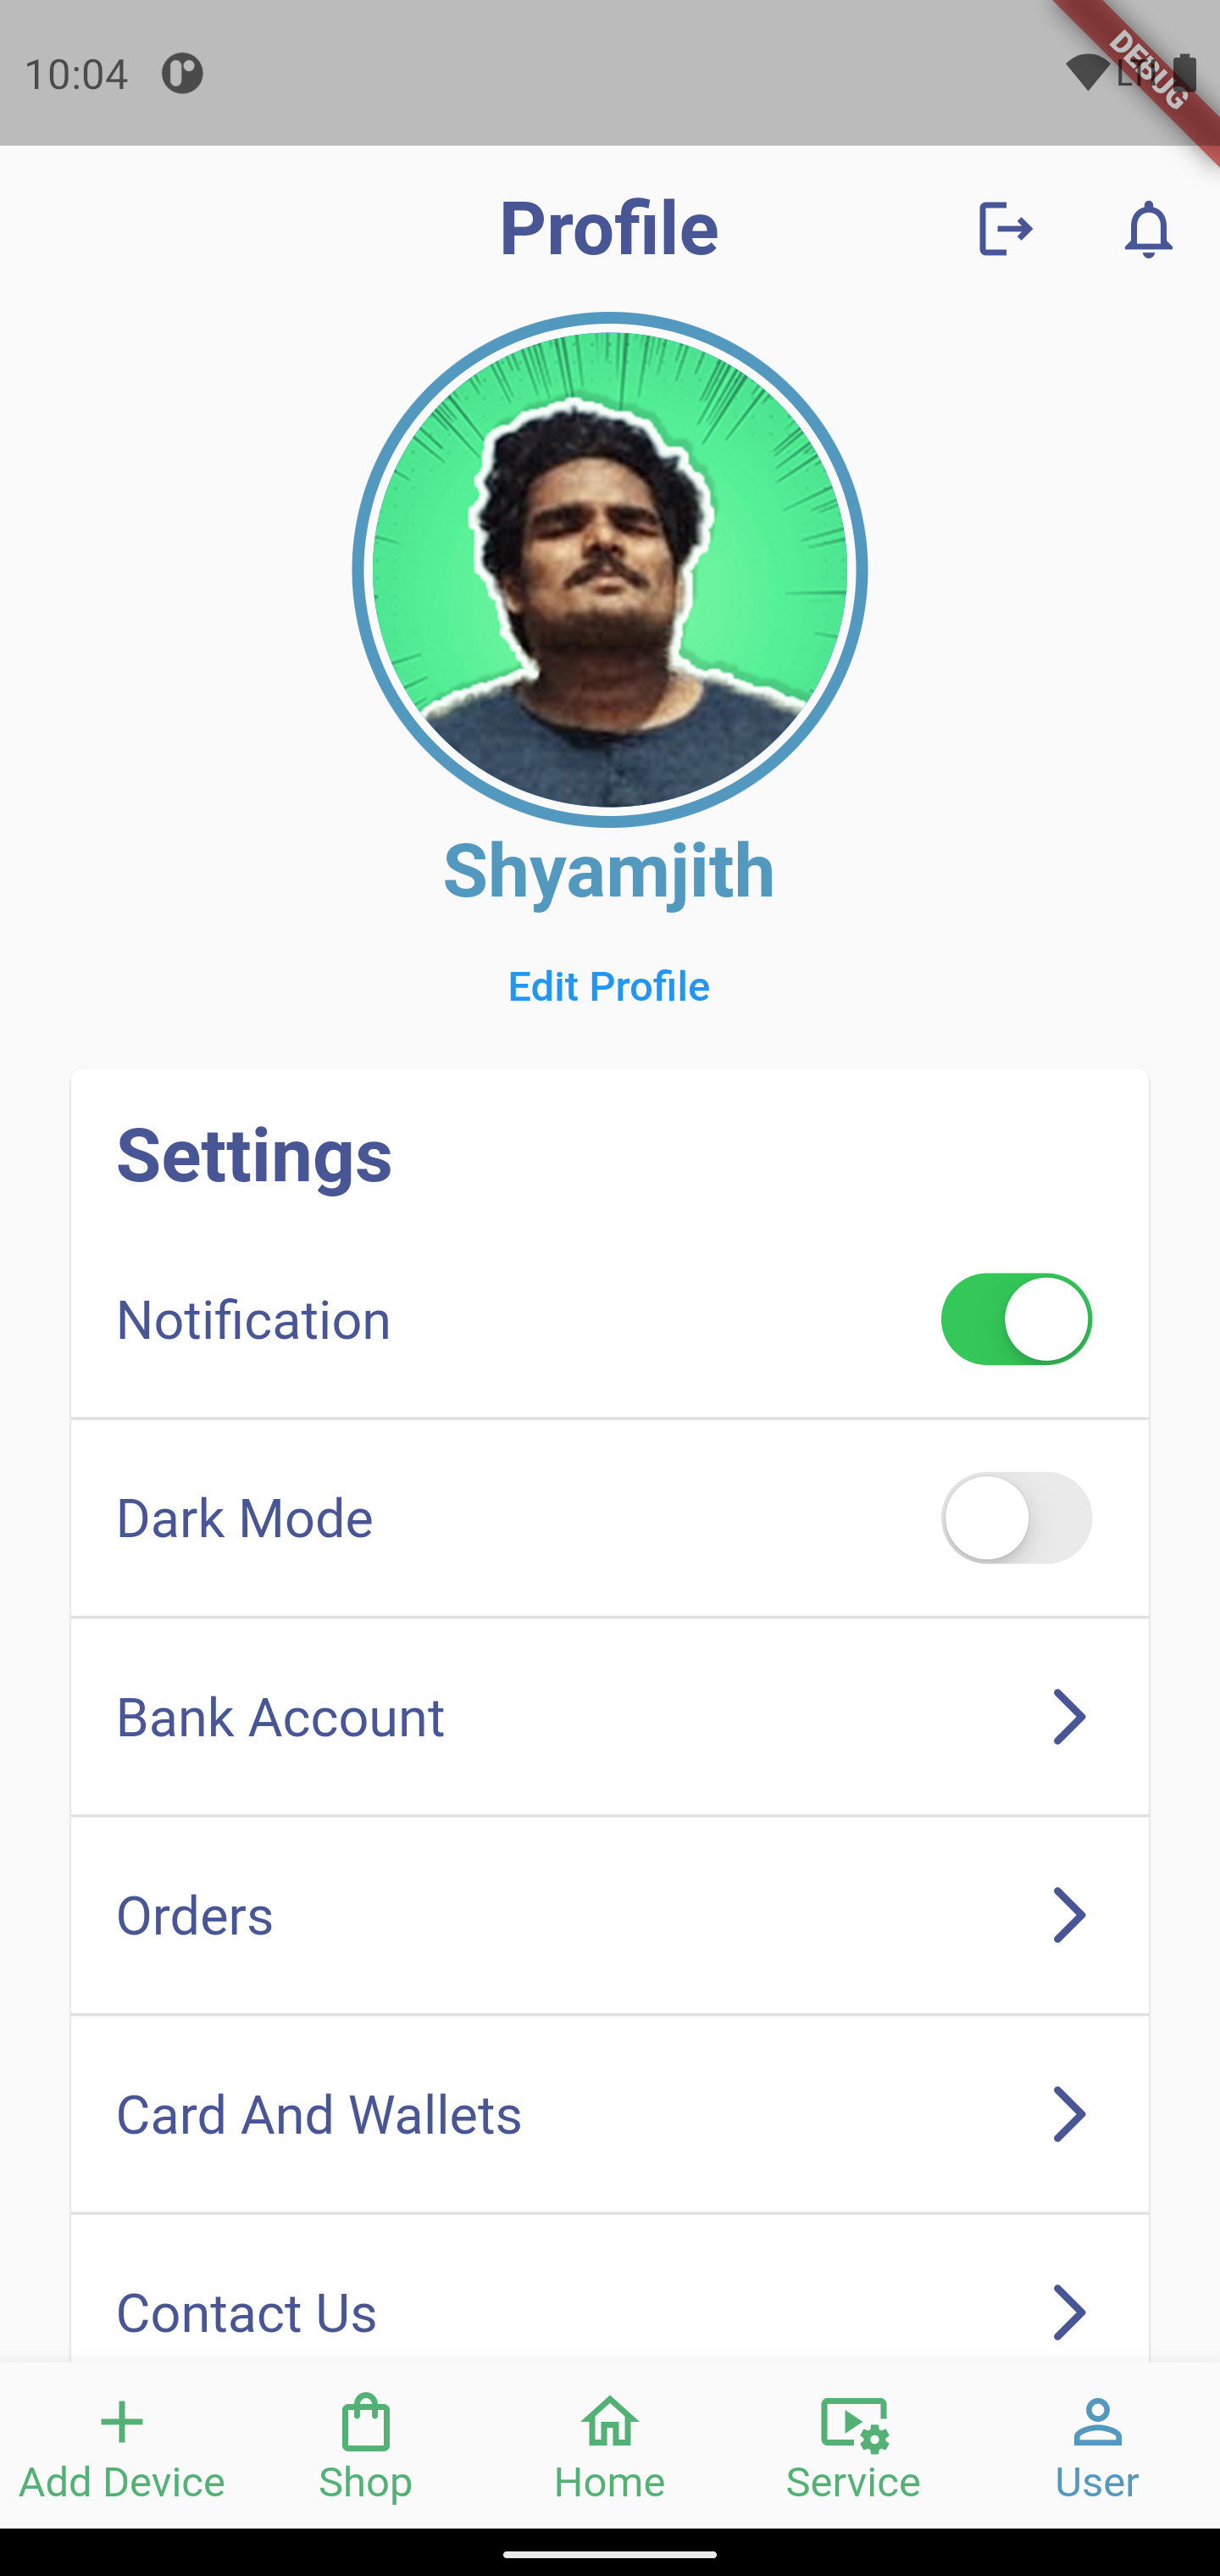 10:04
DEBUG
Profile
Shyamjith
Edit Profile
Settings
Notification
Dark Mode
Bank Account
Orders
Card And Wallets
Contact Us
Add Device
Shop
Home
Service
User